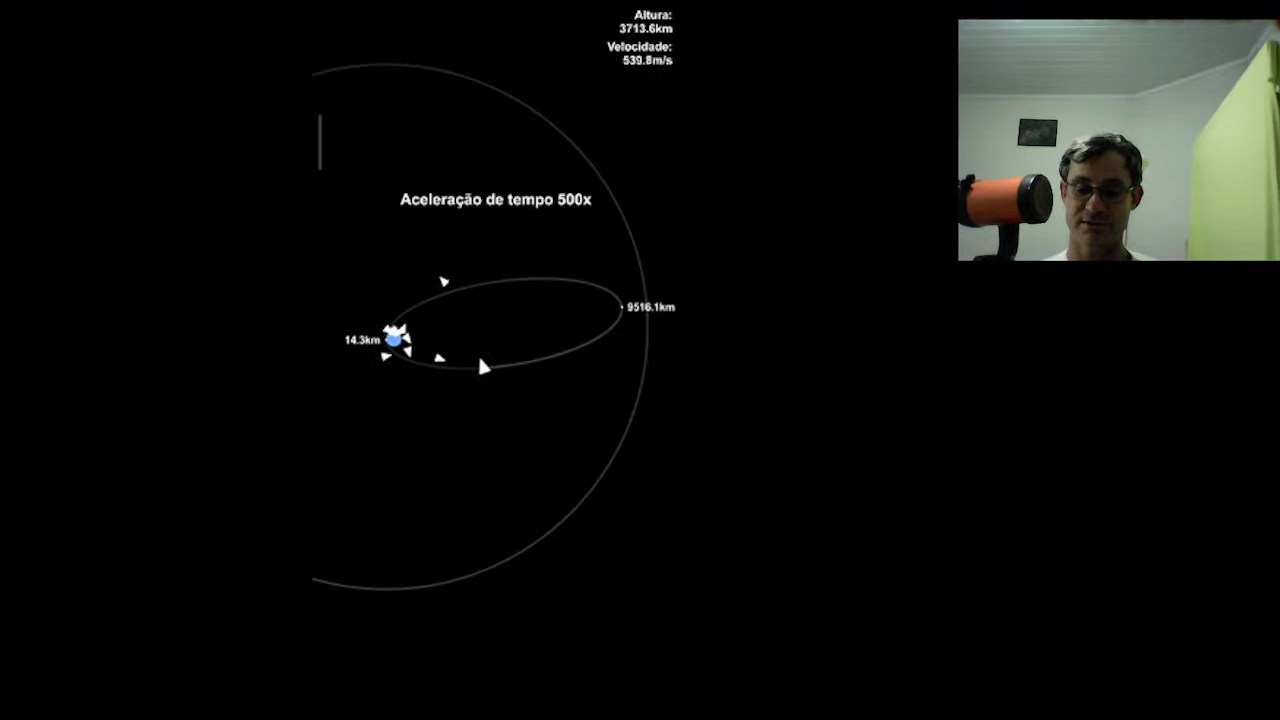 Altura:
3713.6km
Velocidade:
539.8m/s
Aceleração de tempo 500x
9516.1km
14.3km